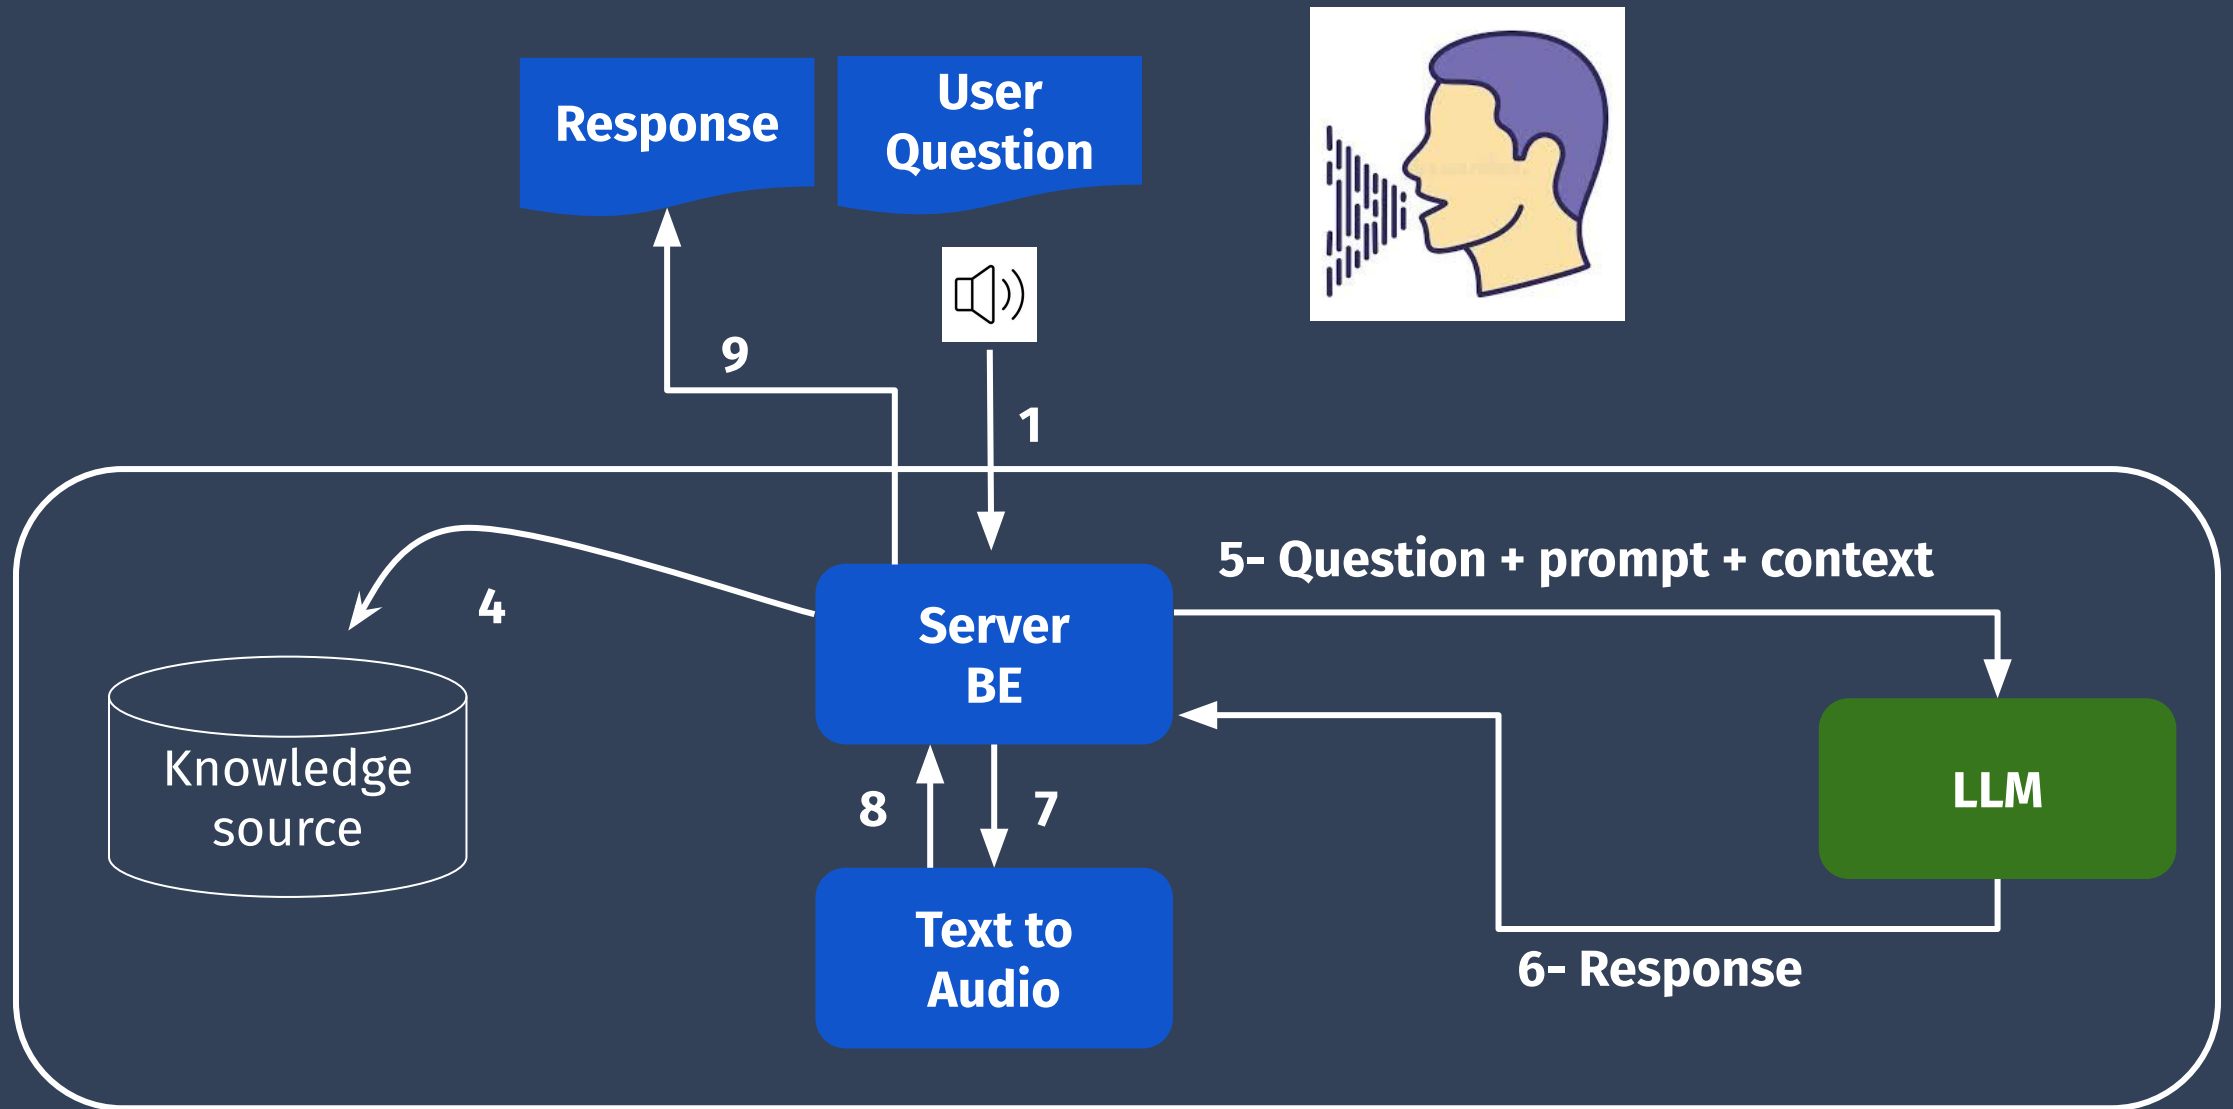 Response
User
Question
9
1
4
5- Question + prompt + context
Server
BE
Knowledge
source
8
7
LLM
Text to
Audio
6- Response